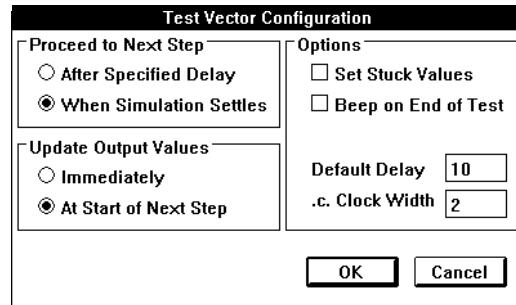 Test Vector Configuration
Proceed to Next Step
After Specified Delay
When Simulation Settles
Update Output Values
Immediately
At Start of Next Step
Options
Set Stuck Values
Beep on End of Test
Default Delay 10
.c. Clock Width 2
OK Cancel